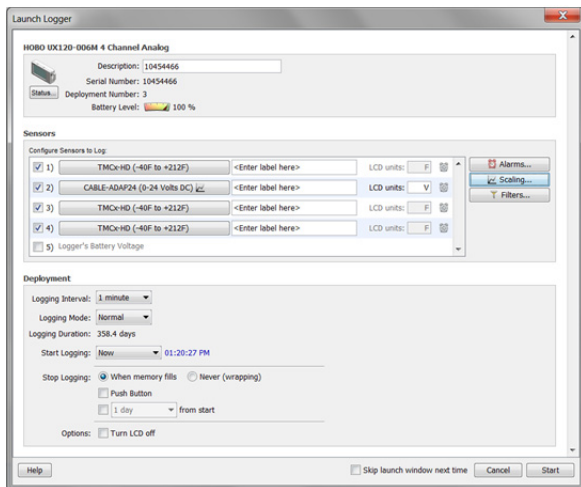 Launch Logger
HOBO UX120-006M 4 Channel Analog
Description: 10454466
Serial Number: 10454466
Status... Deployment Number: 3
Battery Level: 100 %
Sensors
Configure Sensors to Log:
1) TMCx-HD (-40F to +212F) <Enter label here> LCD units: F Alarms...
2) CABLE-ADAP24 (0-24 Volts DC) <Enter label here> LCD units: V Scaling...
3) TMCx-HD (-40F to +212F) <Enter label here> LCD units: F Filters...
4) TMCx-HD (-40F to +212F) <Enter label here> LCD units: F
5) Logger's Battery Voltage
Deployment
Logging Interval: 1 minute
Logging Mode: Normal
Logging Duration: 358.4 days
Start Logging: Now 01:20:27 PM
Stop Logging: When memory fills Never (wrapping)
Push Button
1 day from start
Options: Turn LCD off
Help Skip launch window next time Cancel Start